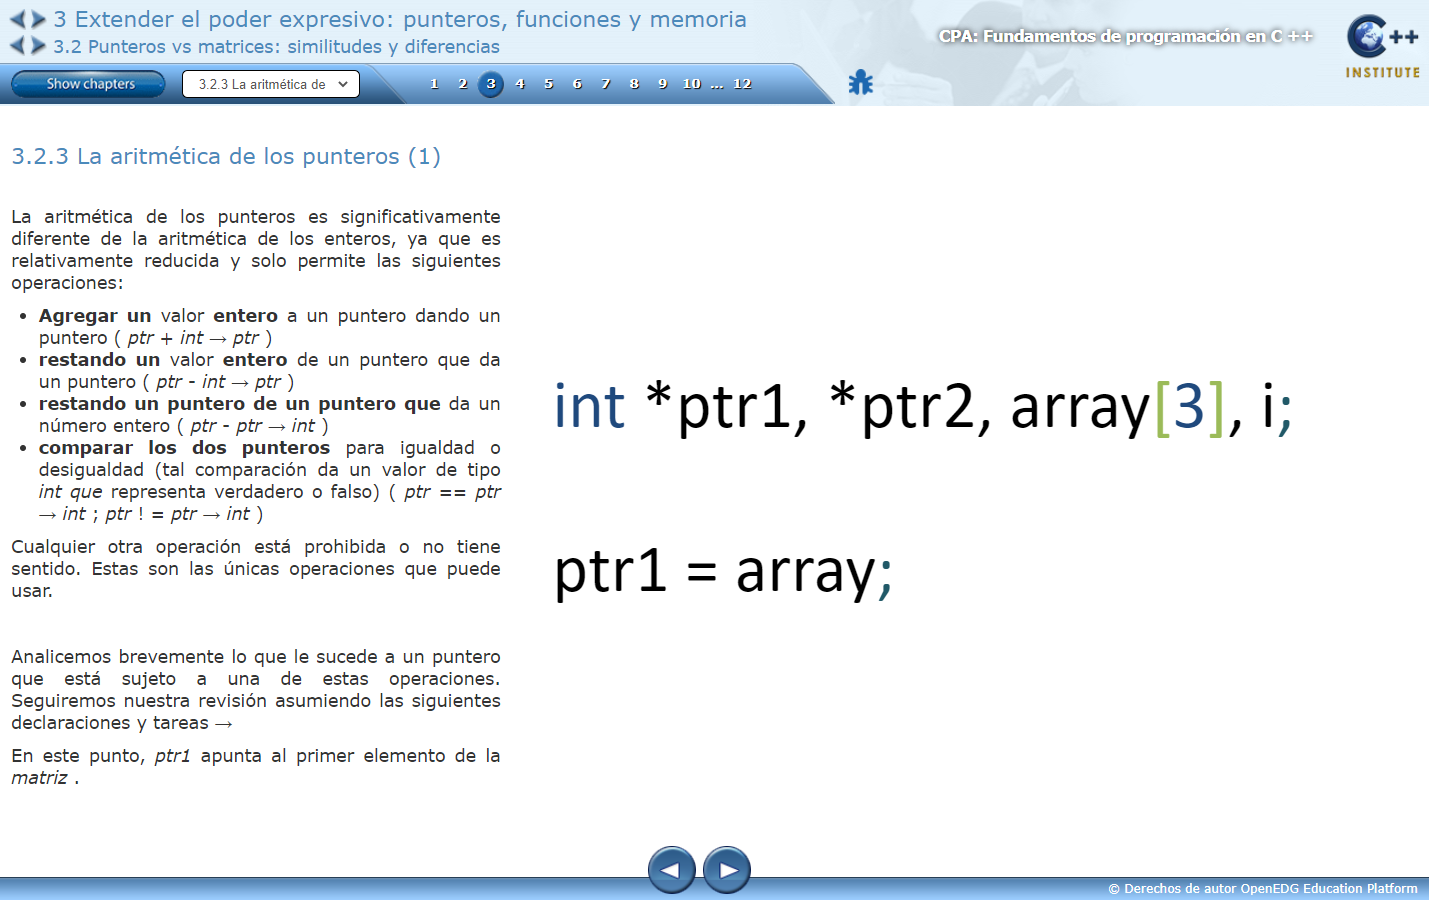 3 Extender el poder expresivo: punteros, funciones y memoria
3.2 Punteros vs matrices: similitudes y diferencias
CPA: Fundamentos de programación en C ++
C++
INSTITUTE
Show chapters
3.2.3 La aritmética de
1 2 3 4 5 6 7 8 9 10 ... 12
3.2.3 La aritmética de los punteros (1)
La aritmética de los punteros es significativamente
diferente de la aritmética de los enteros, ya que es
relativamente reducida y solo permite las siguientes
operaciones:
• Agregar un valor entero a un puntero dando un
puntero ( ptr + int → ptr )
• restando un valor entero de un puntero que da
un puntero ( ptr - int → ptr )
• restando un puntero de un puntero que da un
número entero ( ptr - ptr → int )
• comparar los dos punteros para igualdad o
desigualdad (tal comparación da un valor de tipo
int que representa verdadero o falso) ( ptr == ptr
→ int ; ptr ! = ptr → int )
Cualquier otra operación está prohibida o no tiene
sentido. Estas son las únicas operaciones que puede
usar.
Analicemos brevemente lo que le sucede a un puntero
que está sujeto a una de estas operaciones.
Seguiremos nuestra revisión asumiendo las siguientes
declaraciones y tareas →
En este punto, ptr1 apunta al primer elemento de la
matriz .
int *ptr1, *ptr2, array[3], i;
ptr1 = array;
© Derechos de autor OpenEDG Education Platform